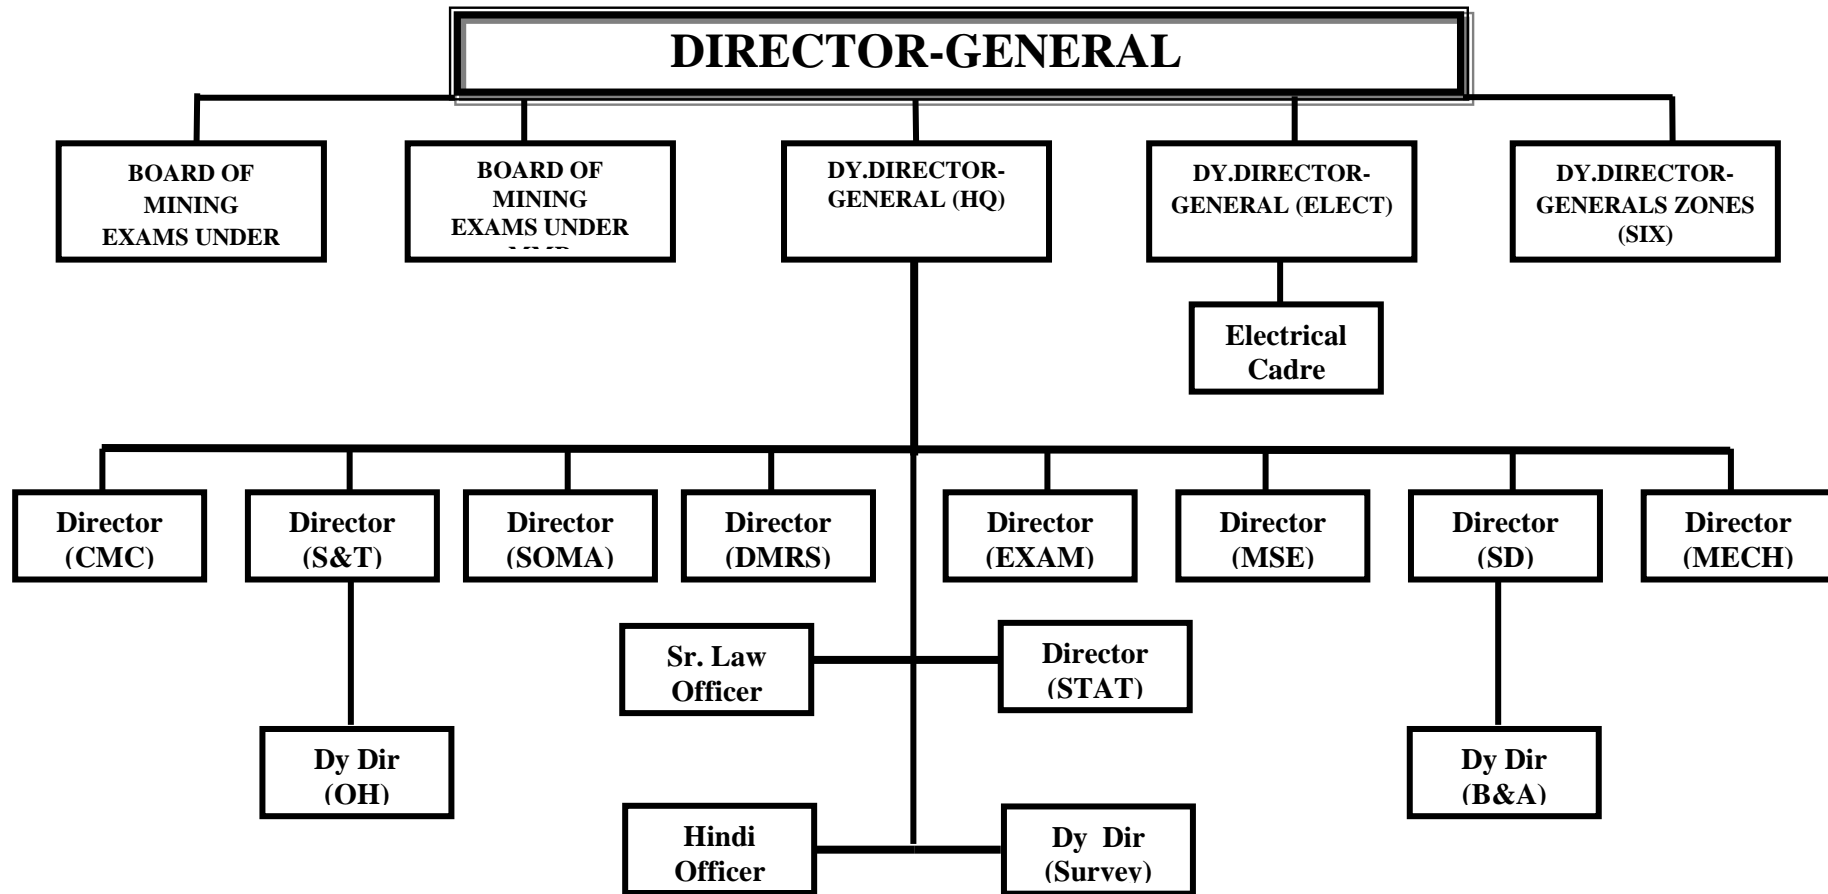 DIRECTOR-GENERAL
BOARD OF
MINING
EXAMS UNDER
BOARD OF
MINING
EXAMS UNDER
DY.DIRECTOR-
GENERAL (HQ)
DY.DIRECTOR-
GENERAL (ELECT)
DY.DIRECTOR-
GENERALS ZONES
(SIX)
Electrical
Cadre
Director
(CMC)
Director
(S&T)
Director
(SOMA)
Director
(DMRS)
Director
(EXAM)
Director
(MSE)
Director
(SD)
Director
(MECH)
Sr. Law
Officer
Director
(STAT)
Dy Dir
(OH)
Dy Dir
(B&A)
Hindi
Officer
Dy Dir
(Survey)